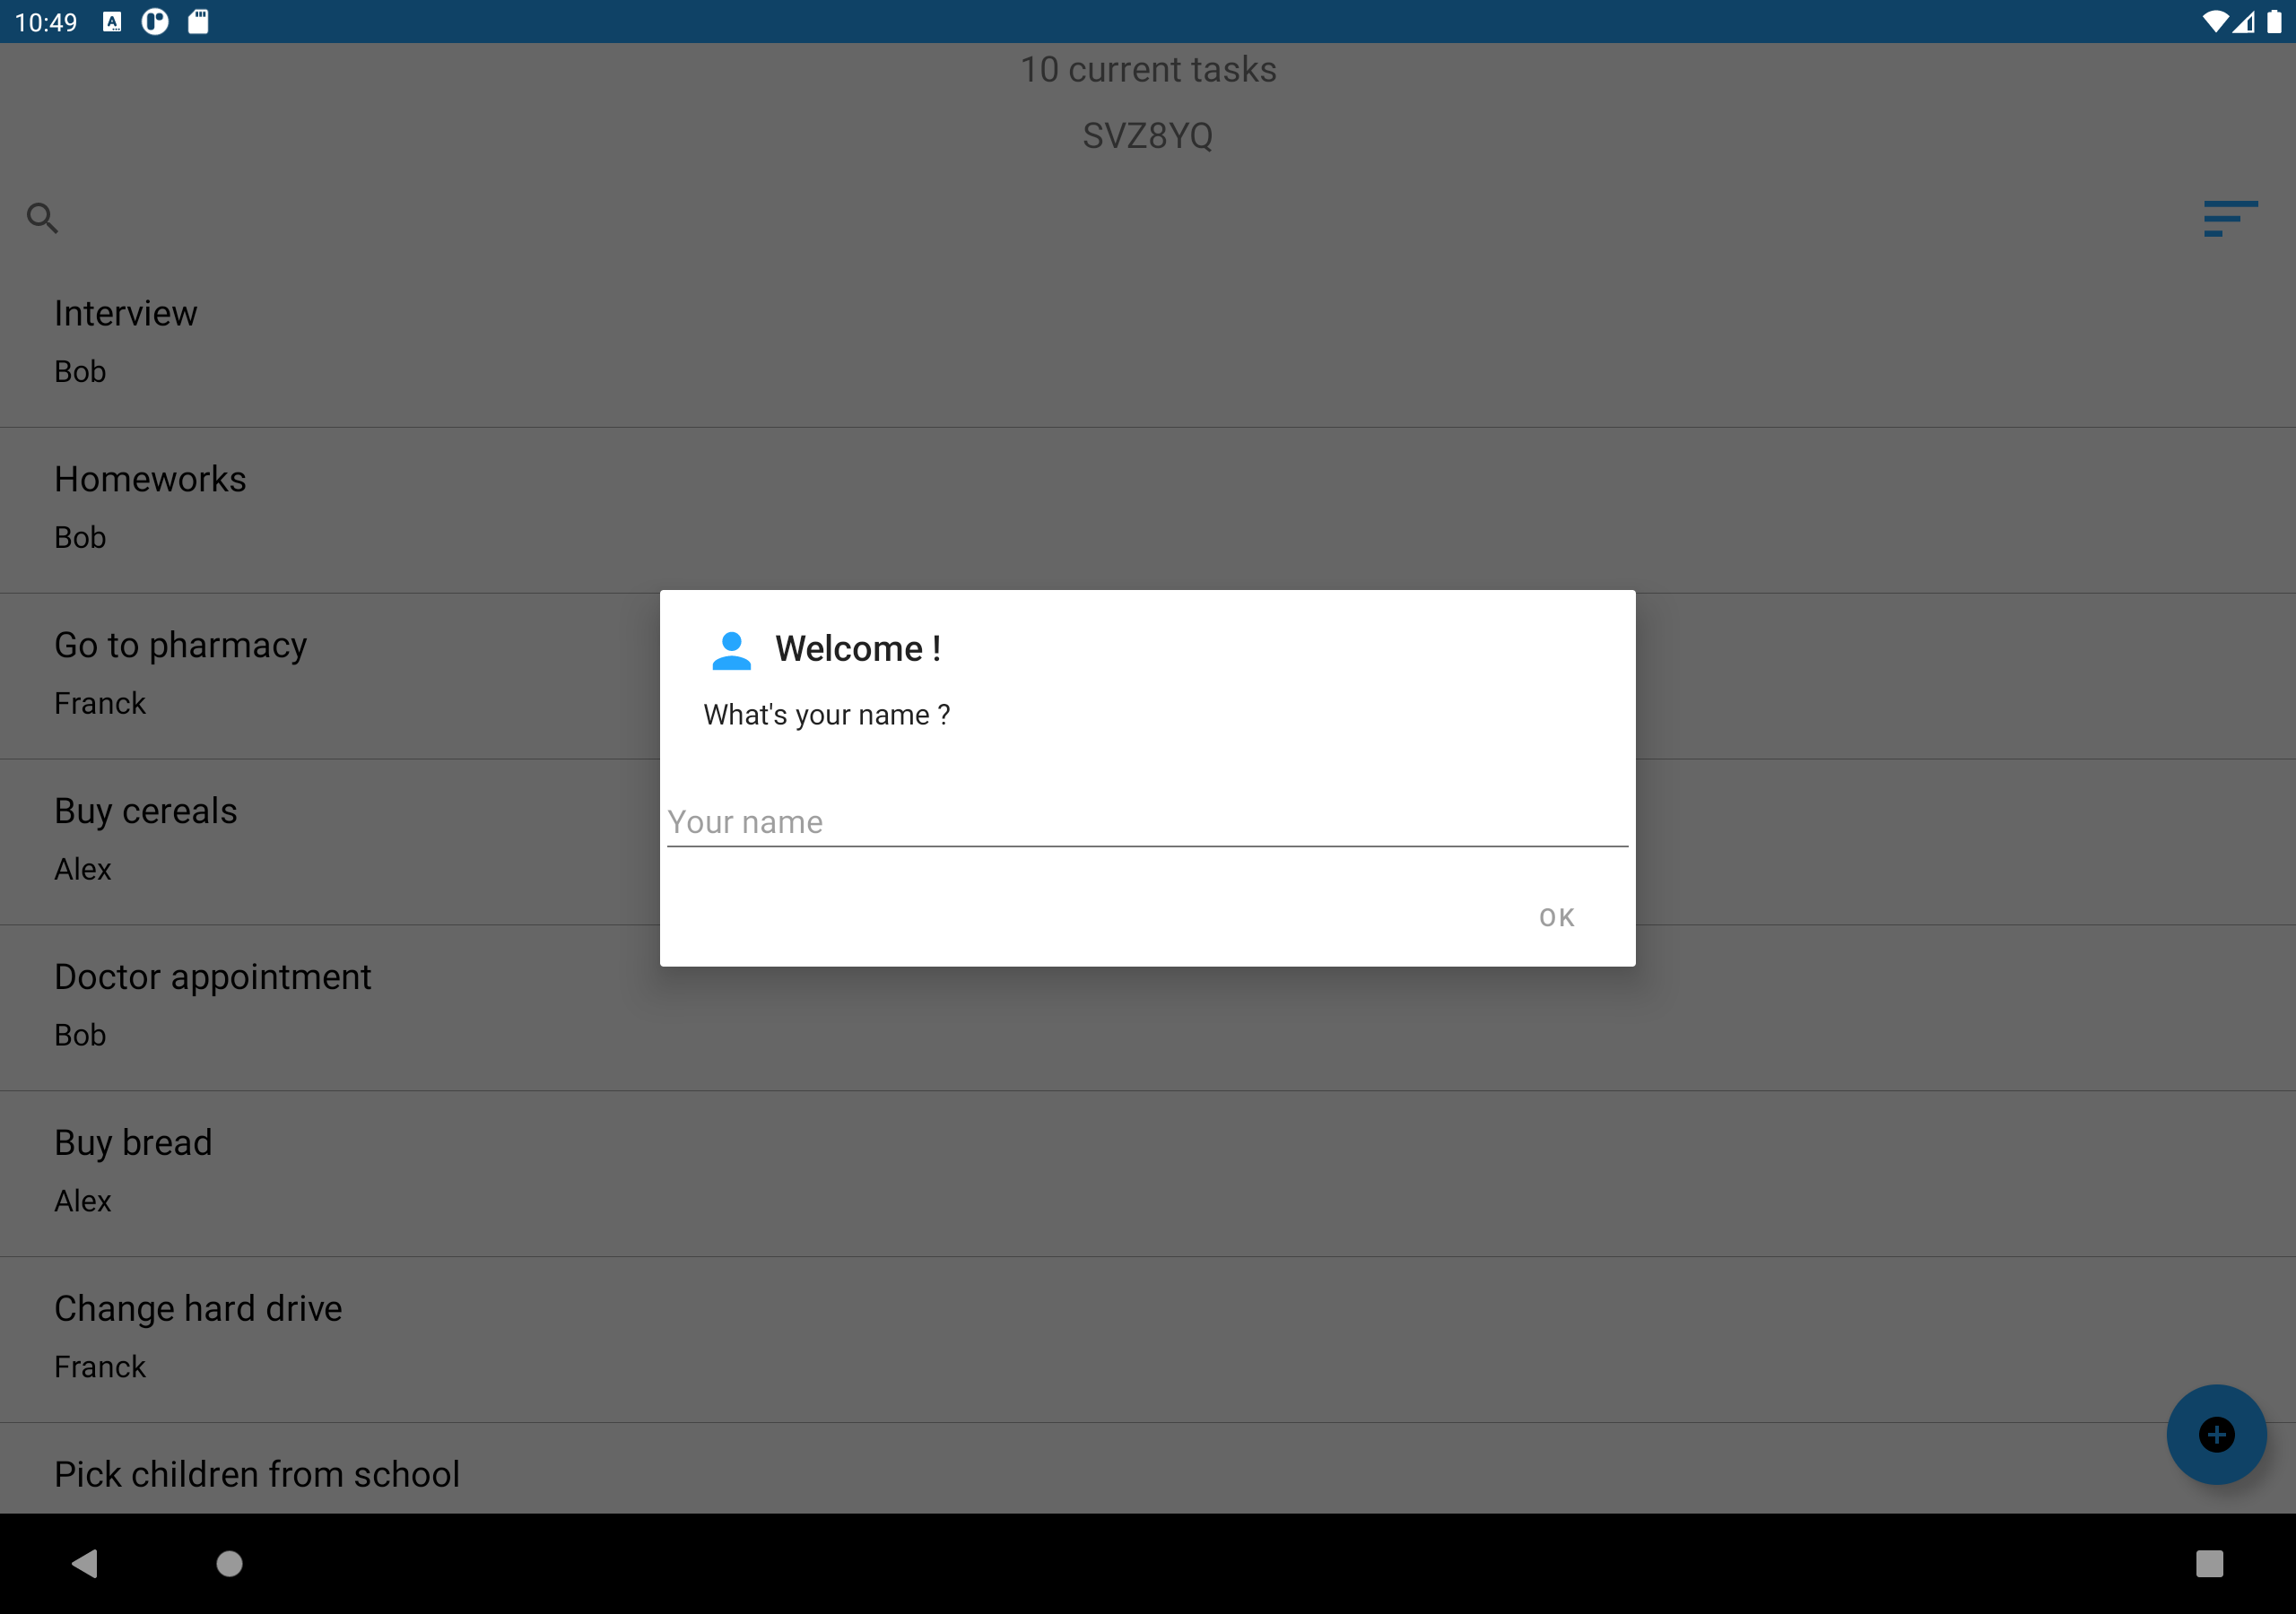 10:49
10 current tasks
SVZ8YQ
Interview
Bob
Homeworks
Bob
Go to pharmacy
Franck
Buy cereals
Alex
Doctor appointment
Bob
Buy bread
Alex
Change hard drive
Franck
Pick children from school
Welcome !
What's your name ?
Your name
OK